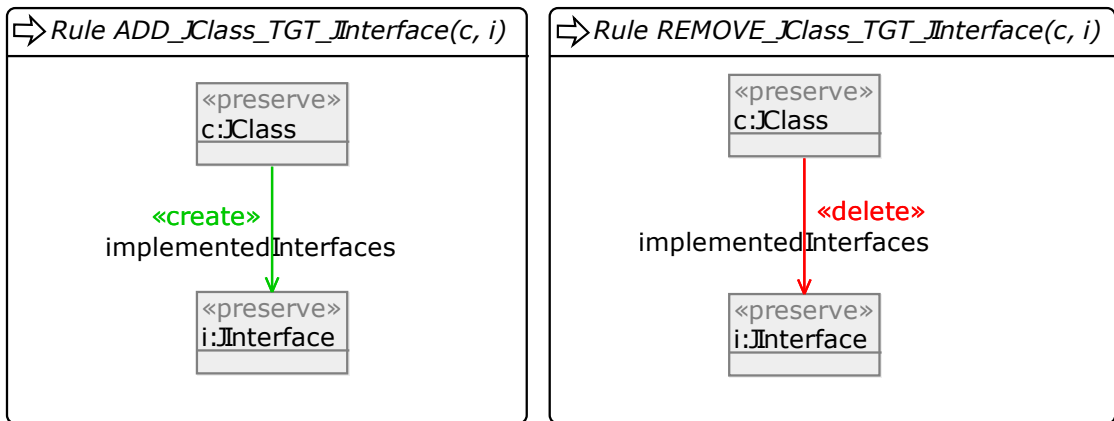 Rule ADD_JClass_TGT_JInterface(c, i)
«preserve»
c:JClass
«create»
implementedInterfaces
«preserve»
i:JInterface
Rule REMOVE_JClass_TGT_JInterface(c, i)
«preserve»
c:JClass
«delete»
implementedInterfaces
«preserve»
i:JInterface